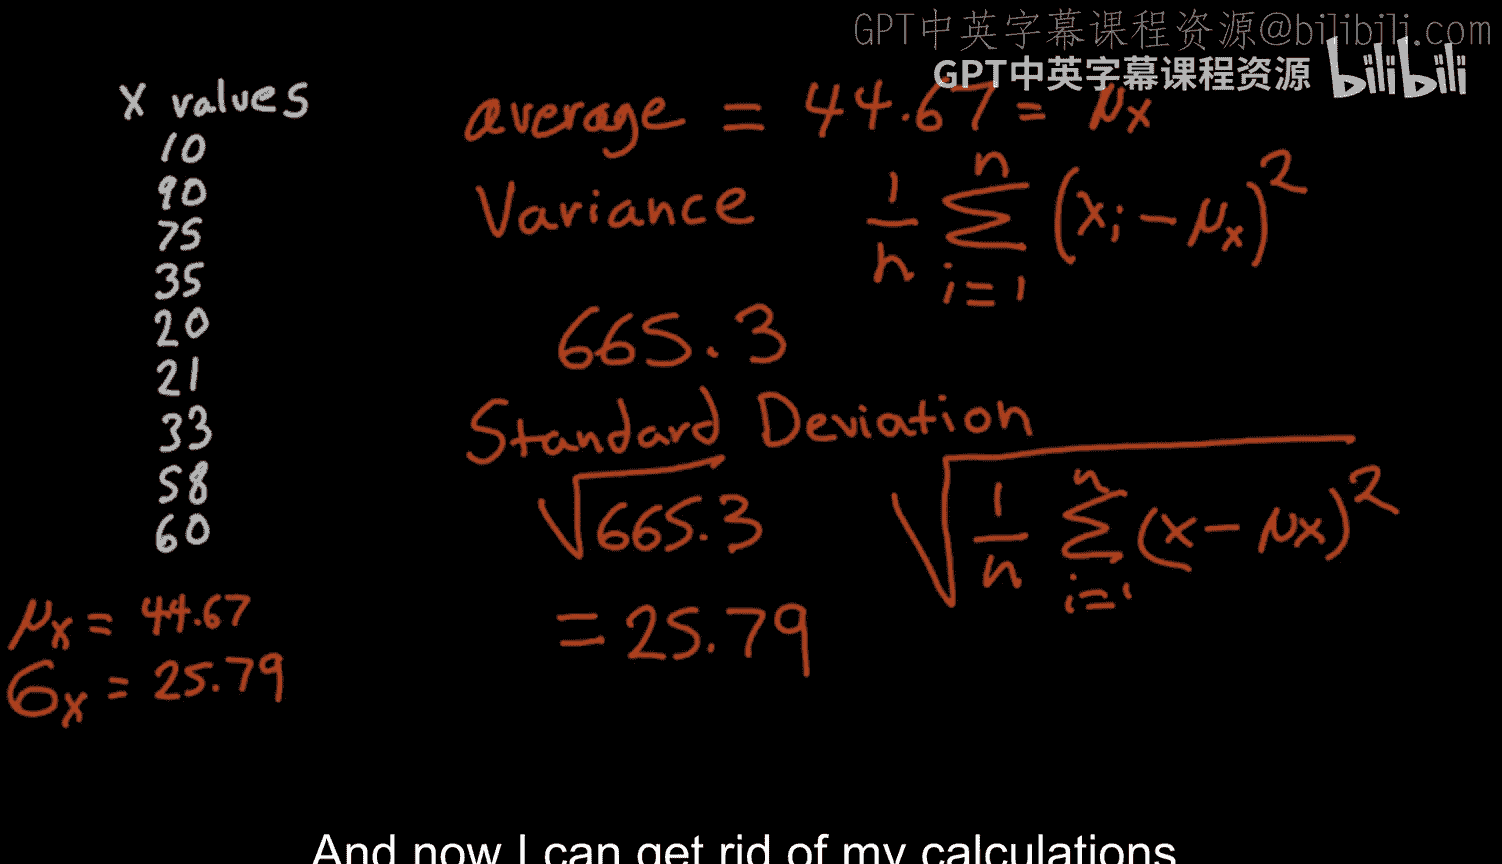 GPT中英字幕课程资源@bilibili.com
GPT中英字幕课程资源 bilibili
X values
10
90
75
35
20
21
33
58
60
μx = 44.67
σx = 25.79
average = 44.67 = μx
Variance 1/n n Σ i=1 (xi − μx)²
665.3
Standard Deviation
√665.3 √ 1/n n Σ i=1 (x − μx)²
= 25.79
And now I can get rid of my calculations